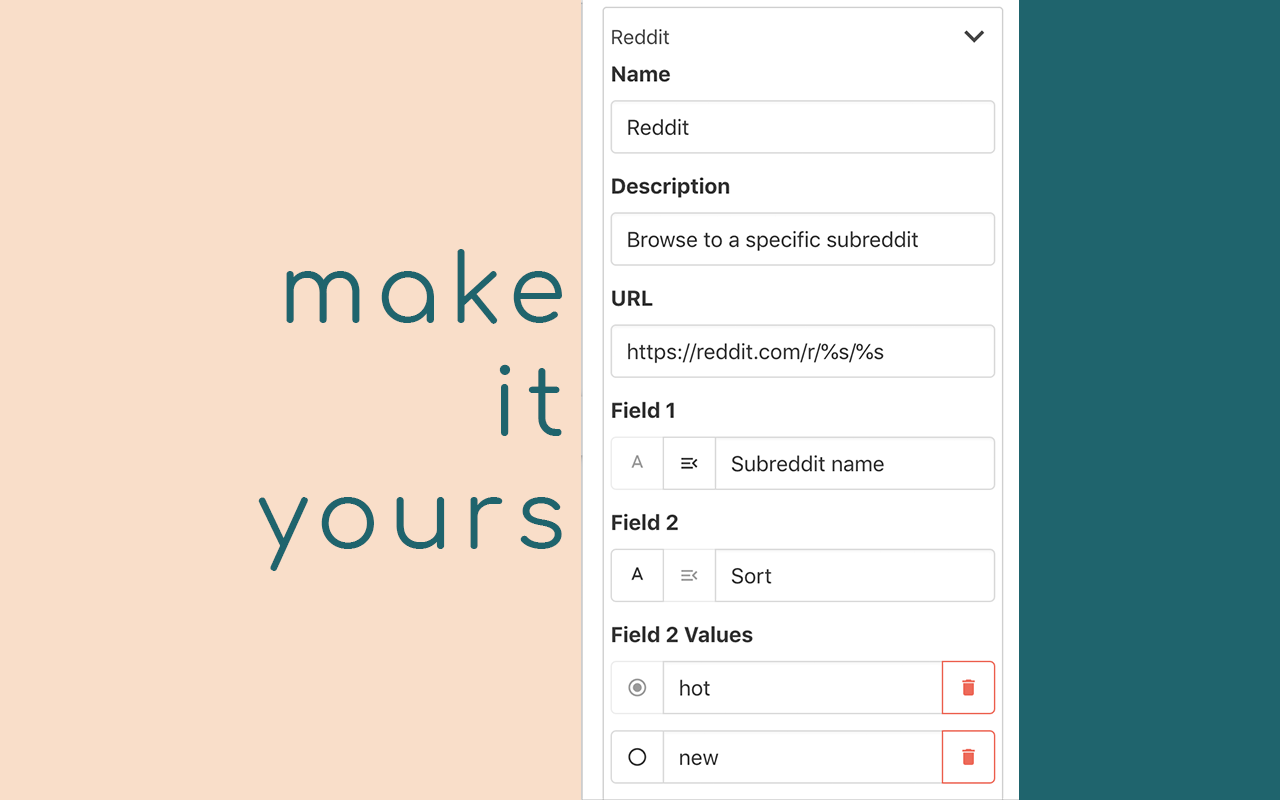 make
it
yours
Reddit
Name
Reddit
Description
Browse to a specific subreddit
URL
https://reddit.com/r/%s/%s
Field 1
A
Subreddit name
Field 2
A
Sort
Field 2 Values
hot
new